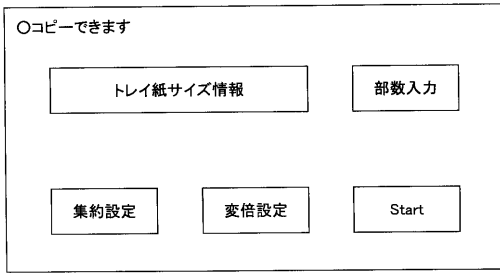 ○コピーできます
トレイ紙サイズ情報
部数入力
集約設定
変倍設定
Start